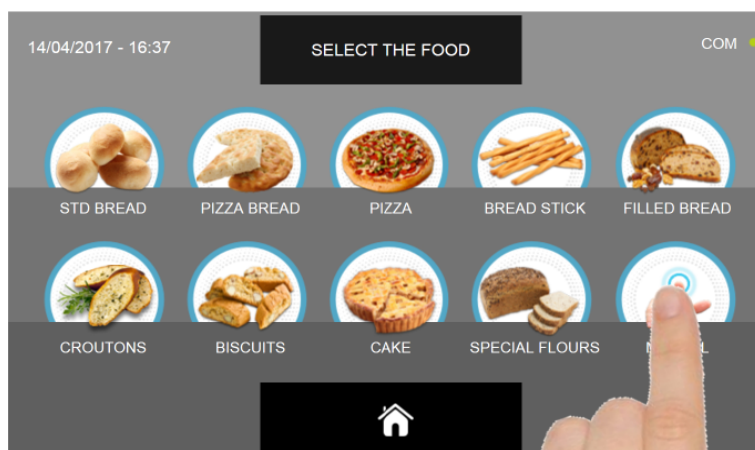 14/04/2017 - 16:37
SELECT THE FOOD
COM
STD BREAD
PIZZA BREAD
PIZZA
BREAD STICK
FILLED BREAD
CROUTONS
BISCUITS
CAKE
SPECIAL FLOURS